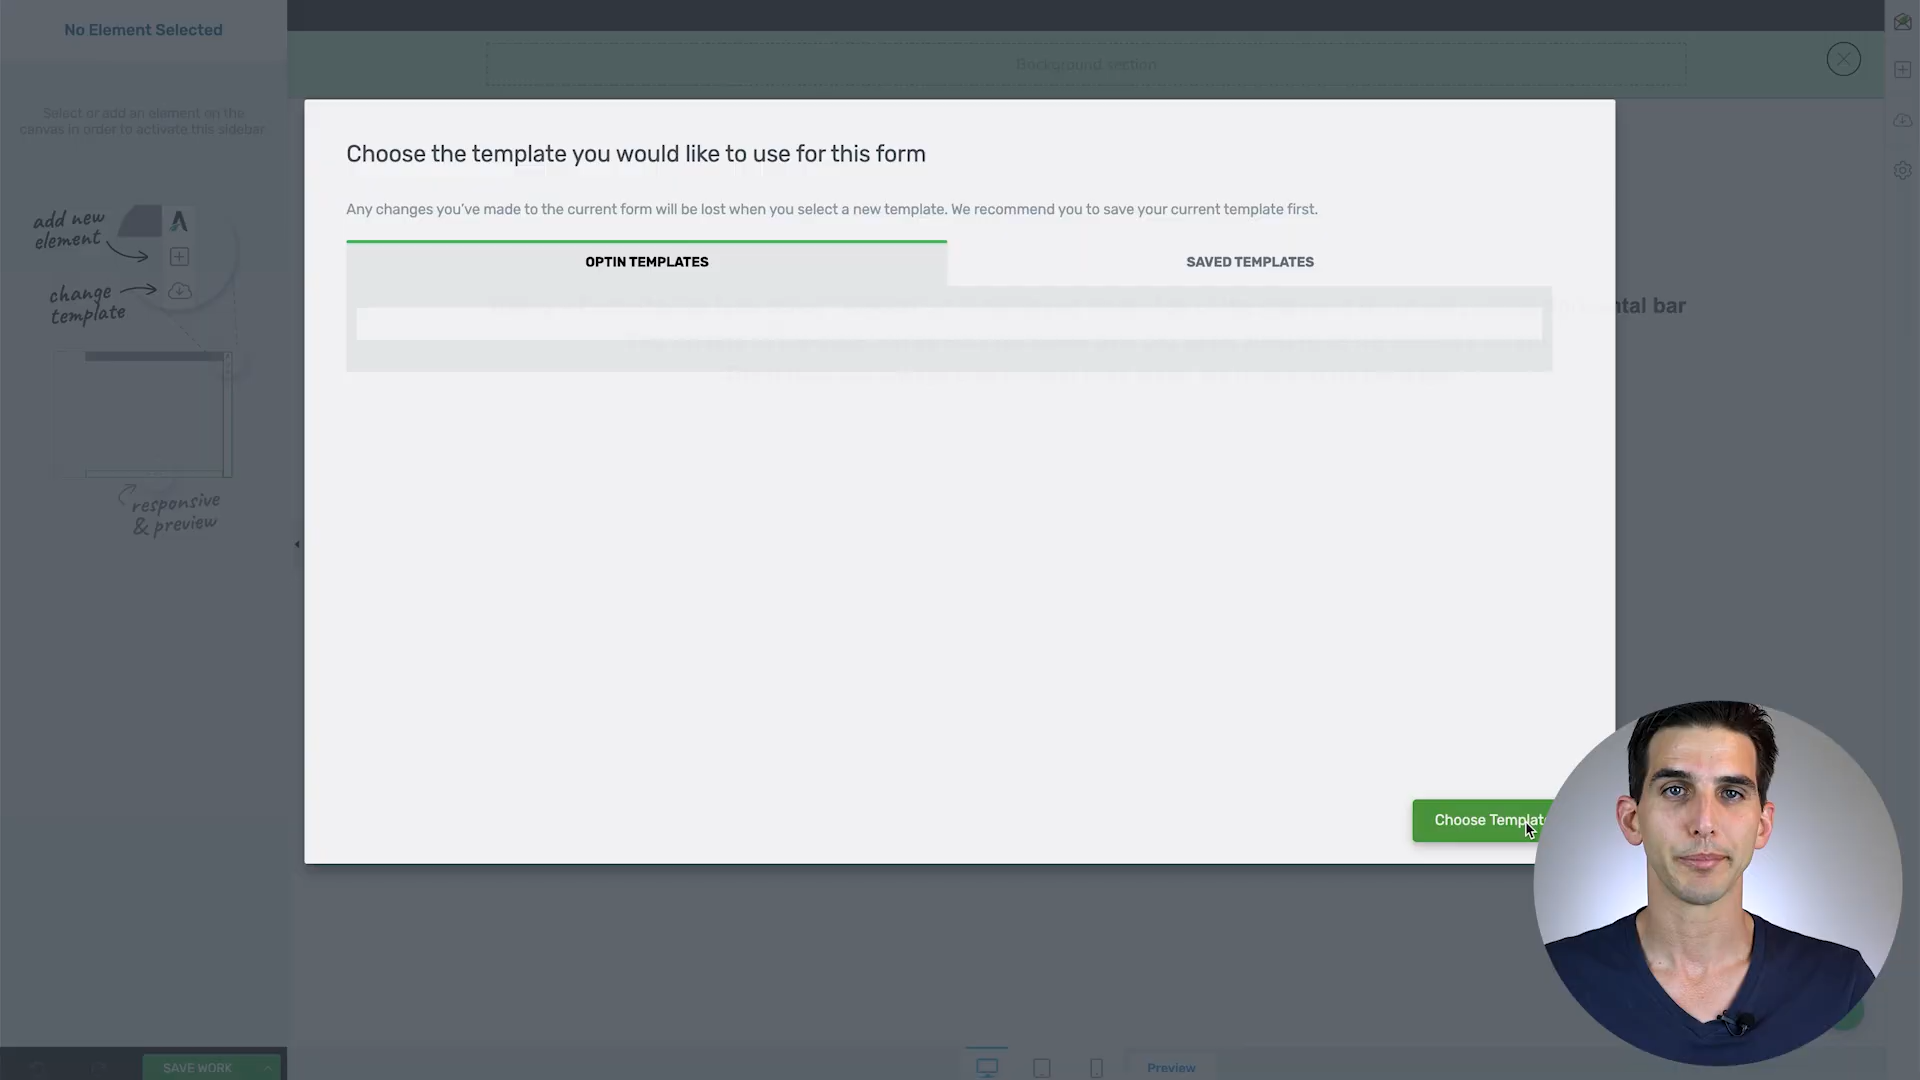 No Element Selected
Background section
Select or add an element on the
canvas in order to activate this sidebar
Choose the template you would like to use for this form
Any changes you've made to the current form will be lost when you select a new template. We recommend you to save your current template first.
OPTIN TEMPLATES
SAVED TEMPLATES
add new
element
change
template
ntal bar
responsive
& preview
Choose Template
SAVE WORK
Preview